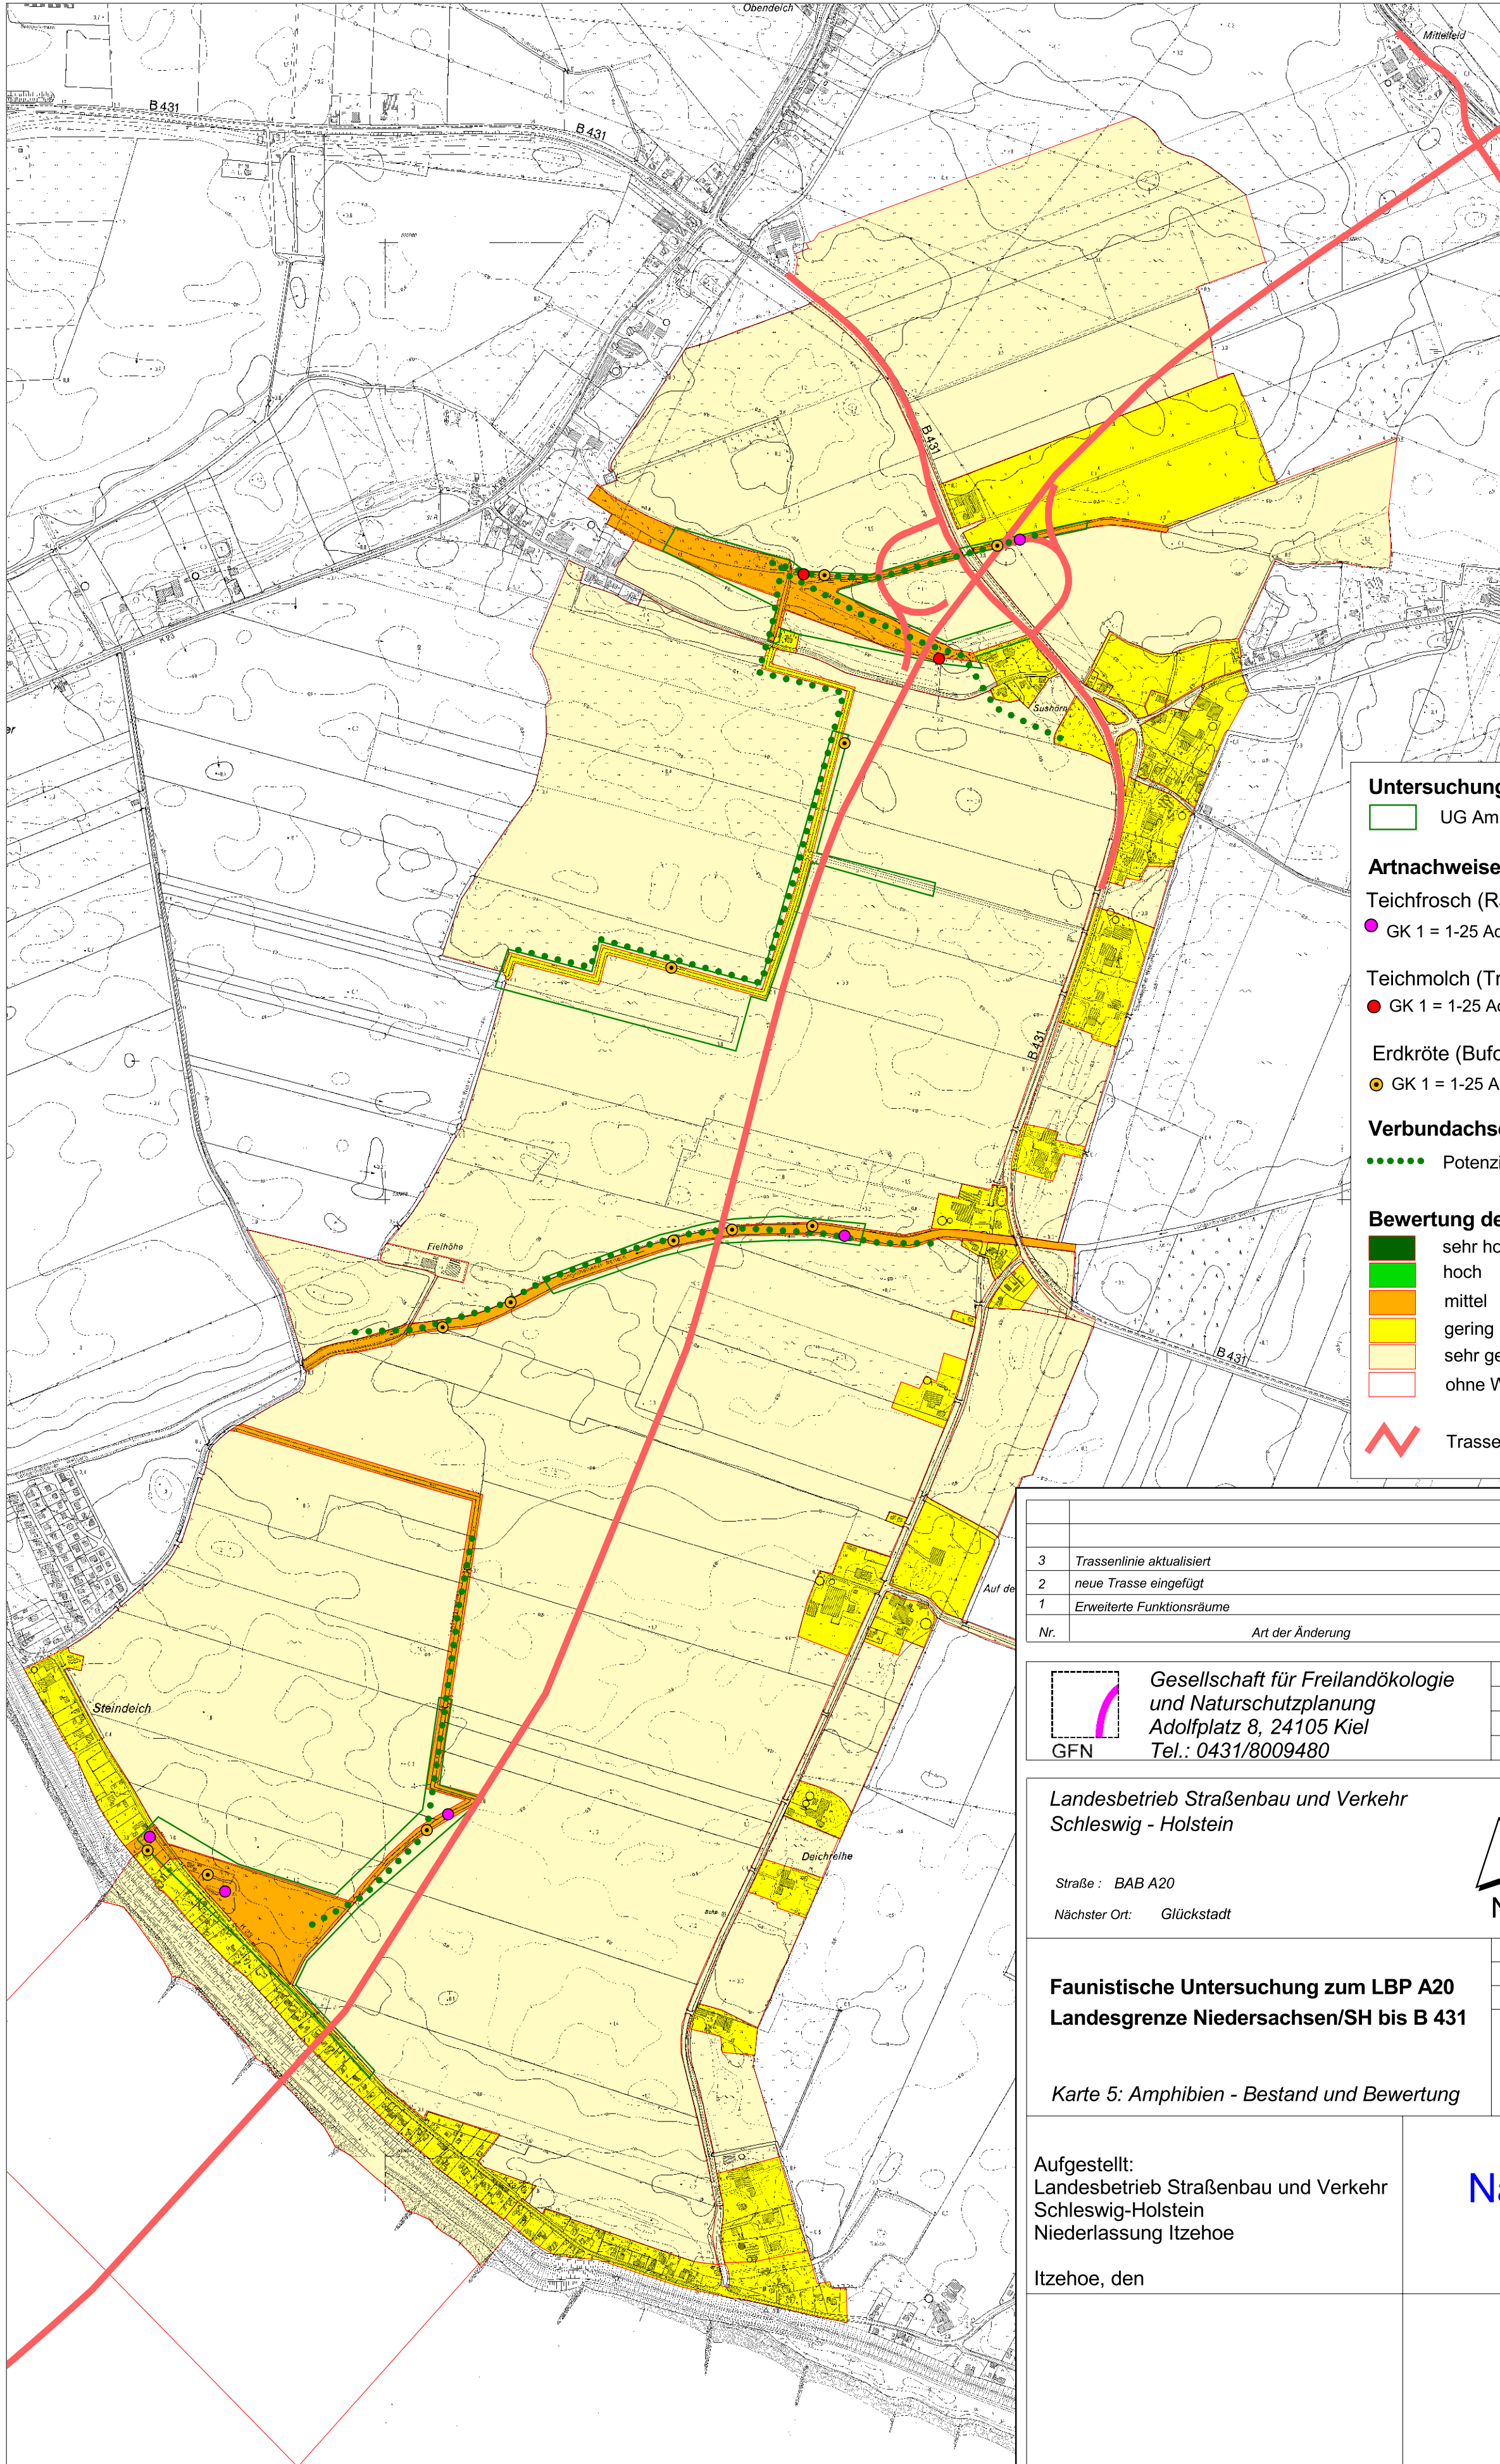 Obendeich
Mittelfeld
B 431
B 431
B 431
K 23
Sushörn
B 431
Fielhöhe
B 431
Auf de
Steindeich
Deichreihe
Untersuchung
UG Am
Artnachweise
Teichfrosch (R
GK 1 = 1-25 Ad
Teichmolch (Tr
GK 1 = 1-25 Ad
Erdkröte (Bufo
GK 1 = 1-25 A
Verbundachse
Potenzi
Bewertung de
sehr ho
hoch
mittel
gering
sehr ge
ohne W
Trasse
3 Trassenlinie aktualisiert
2 neue Trasse eingefügt
1 Erweiterte Funktionsräume
Nr. Art der Änderung
GFN
Gesellschaft für Freilandökologie
und Naturschutzplanung
Adolfplatz 8, 24105 Kiel
Tel.: 0431/8009480
Landesbetrieb Straßenbau und Verkehr
Schleswig - Holstein
Straße : BAB A20
Nächster Ort: Glückstadt
N
Faunistische Untersuchung zum LBP A20
Landesgrenze Niedersachsen/SH bis B 431
Karte 5: Amphibien - Bestand und Bewertung
Aufgestellt:
Landesbetrieb Straßenbau und Verkehr
Schleswig-Holstein
Niederlassung Itzehoe
Itzehoe, den
Na